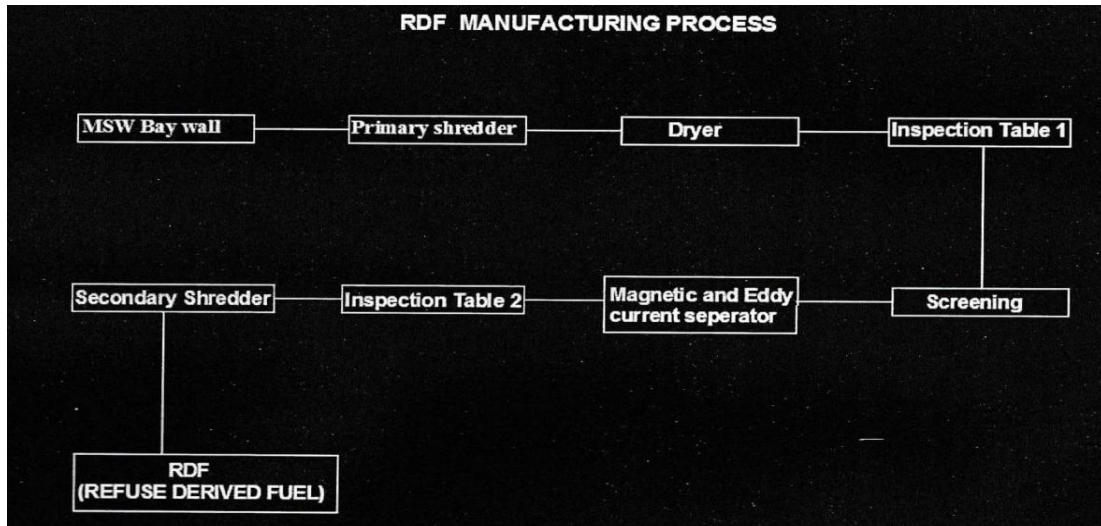 RDF MANUFACTURING PROCESS
MSW Bay wall
Primary shredder
Dryer
Inspection Table 1
Secondary Shredder
Inspection Table 2
Magnetic and Eddy
current seperator
Screening
RDF
(REFUSE DERIVED FUEL)